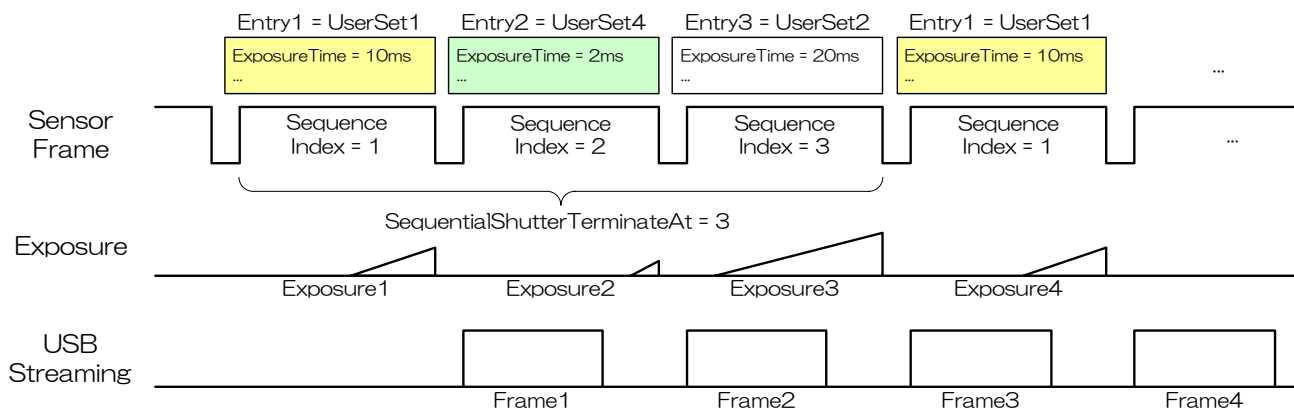 Entry1 = UserSet1
Entry2 = UserSet4
Entry3 = UserSet2
Entry1 = UserSet1
ExposureTime = 10ms
...
ExposureTime = 2ms
...
ExposureTime = 20ms
...
ExposureTime = 10ms
...
...
Sensor
Frame
Sequence
Index = 1
Sequence
Index = 2
Sequence
Index = 3
Sequence
Index = 1
...
SequentialShutterTerminateAt = 3
Exposure
Exposure1
Exposure2
Exposure3
Exposure4
USB
Streaming
Frame1
Frame2
Frame3
Frame4